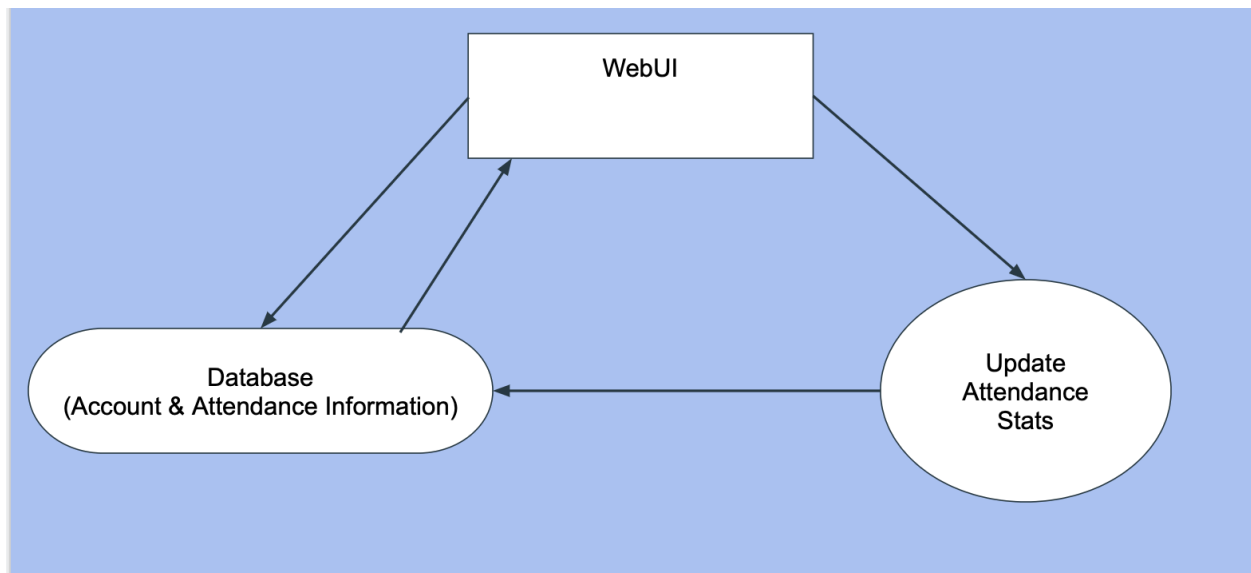 WebUI
Database
(Account & Attendance Information)
Update
Attendance
Stats